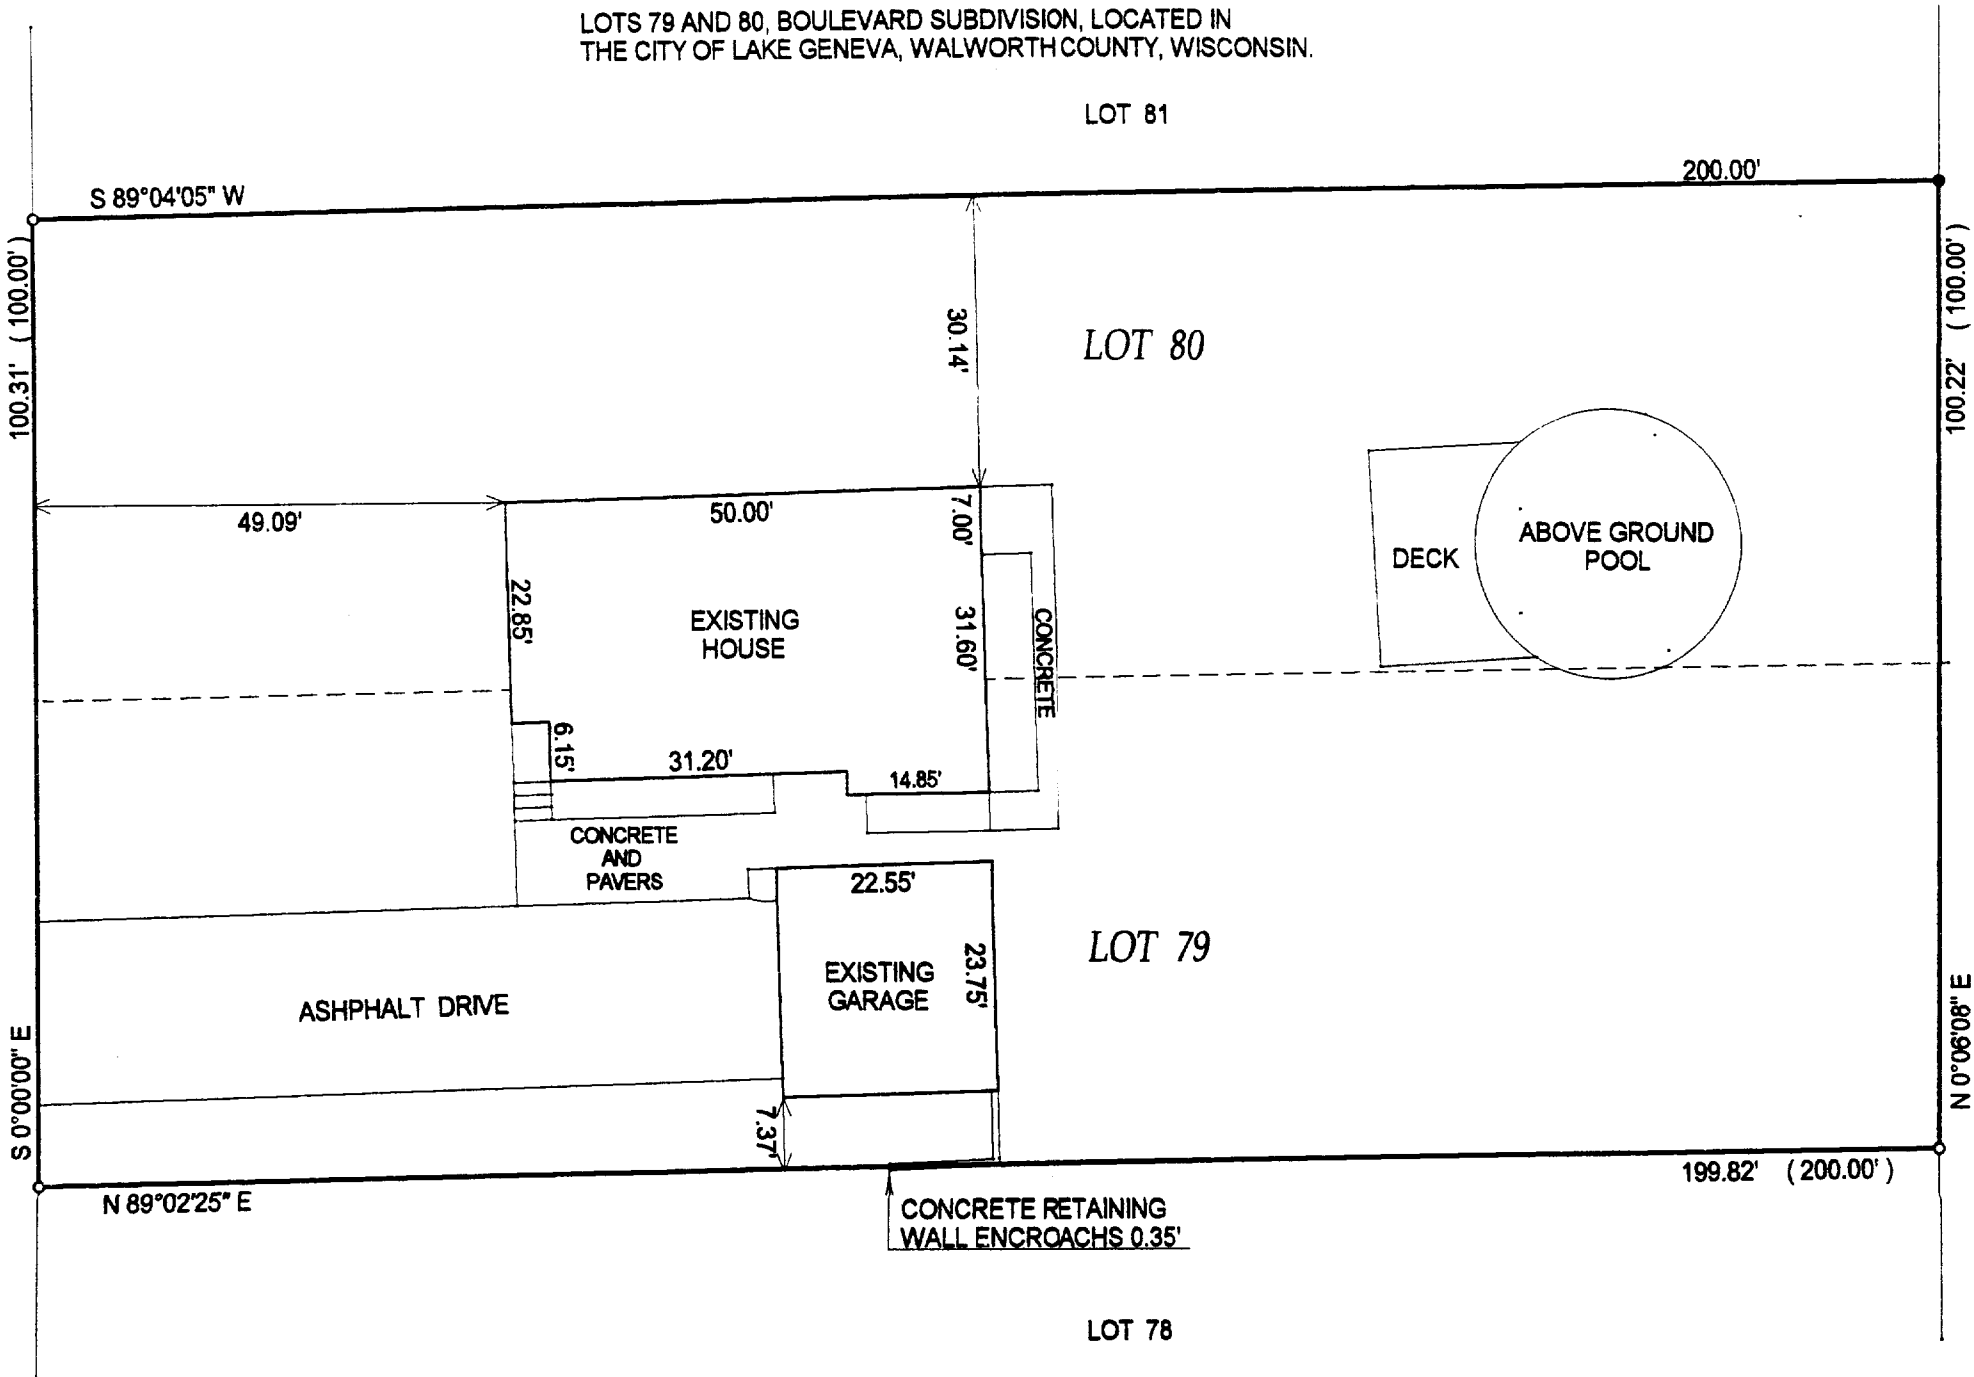 LOTS 79 AND 80, BOULEVARD SUBDIVISION, LOCATED IN
THE CITY OF LAKE GENEVA, WALWORTH COUNTY, WISCONSIN.
LOT 81
S 89°04'05" W
200.00'
100.31' ( 100.00' )
100.22' ( 100.00' )
30.14'
LOT 80
49.09'
50.00'
7.00'
22.85'
EXISTING
HOUSE
31.60'
CONCRETE
DECK
ABOVE GROUND
POOL
6.15'
31.20'
14.85'
CONCRETE
AND
PAVERS
22.55'
LOT 79
EXISTING
GARAGE
23.75'
ASHPHALT DRIVE
S 0°00'00" E
N 0°06'08" E
7.37'
N 89°02'25" E
199.82' ( 200.00' )
CONCRETE RETAINING
WALL ENCROACHS 0.35'
LOT 78